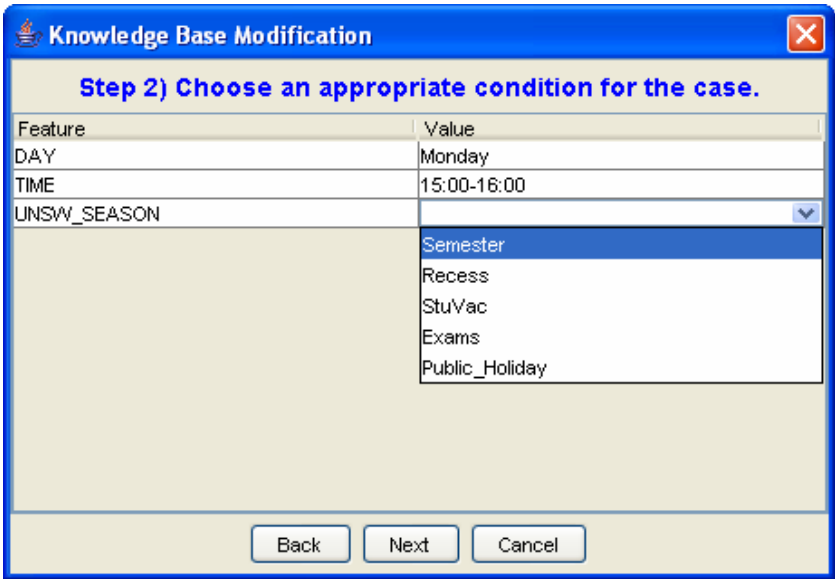 Knowledge Base Modification
Step 2) Choose an appropriate condition for the case.
Feature Value
DAY Monday
TIME 15:00-16:00
UNSW_SEASON
Semester
Recess
StuVac
Exams
Public_Holiday
Back Next Cancel